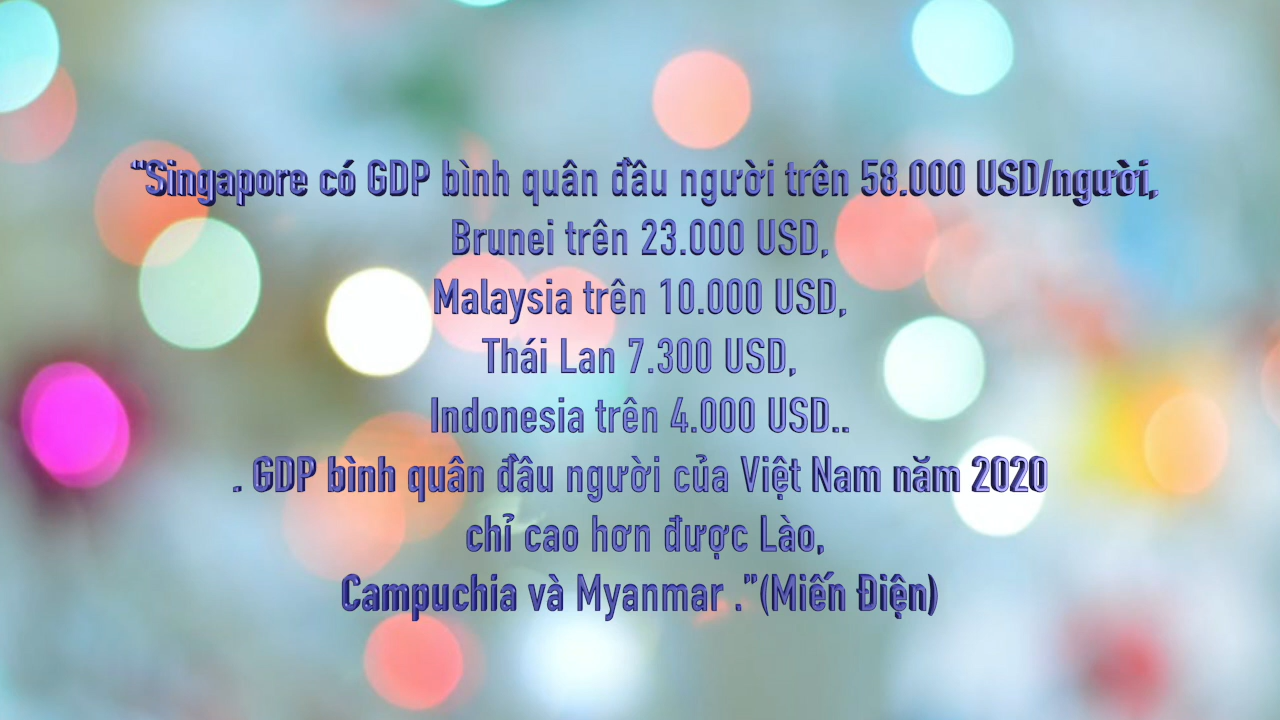 “Singapore có GDP bình quân đầu người trên 58.000 USD/người,
Brunei trên 23.000 USD,
Malaysia trên 10.000 USD,
Thái Lan 7.300 USD,
Indonesia trên 4.000 USD..
. GDP bình quân đầu người của Việt Nam năm 2020
chỉ cao hơn được Lào,
Campuchia và Myanmar .”(Miến Điện)